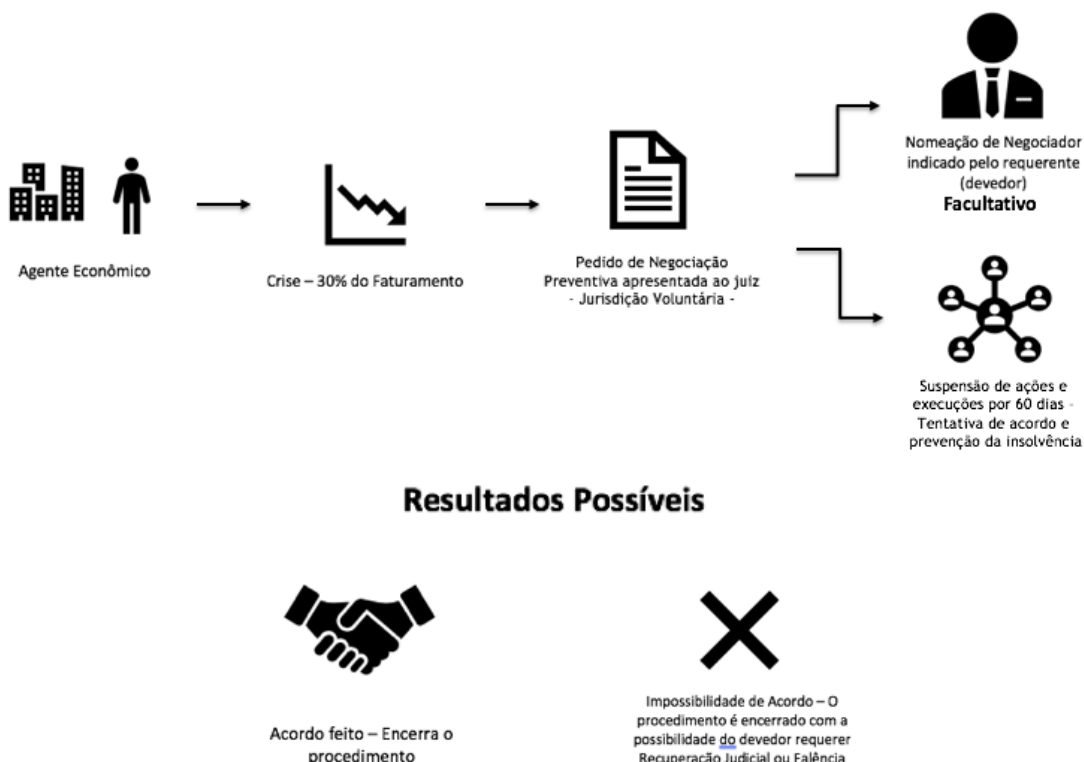 Agente Econômico
Crise – 30% do Faturamento
Pedido de Negociação
Preventiva apresentada ao juiz
- Jurisdição Voluntária -
Nomeação de Negociador
indicado pelo requerente
(devedor)
Facultativo
Suspensão de ações e
execuções por 60 dias -
Tentativa de acordo e
prevenção da insolvência
Resultados Possíveis
Acordo feito – Encerra o
procedimento
Impossibilidade de Acordo – O
procedimento é encerrado com a
possibilidade do devedor requerer
Recuperação Judicial ou Falência